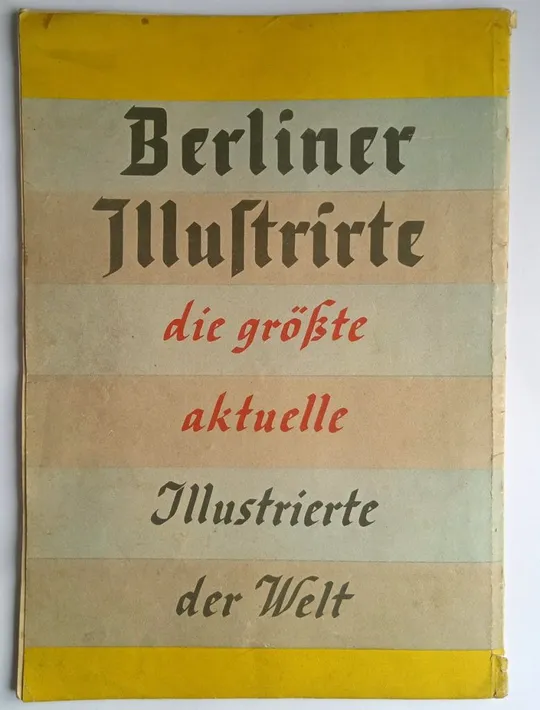 Berliner
Illuſtrirte
die größte
aktuelle
Illustrierte
der Welt